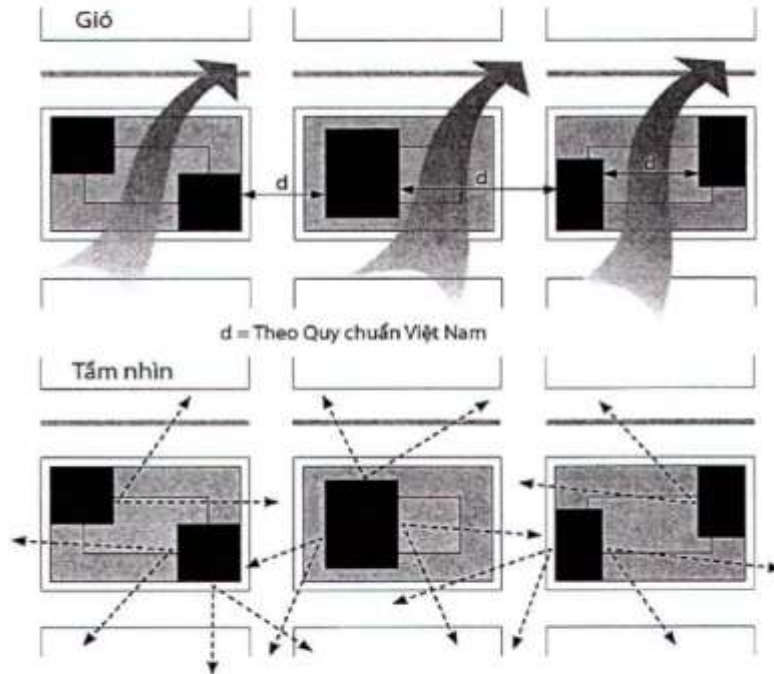 Gió
d
d
d
d = Theo Quy chuẩn Việt Nam
Tầm nhìn